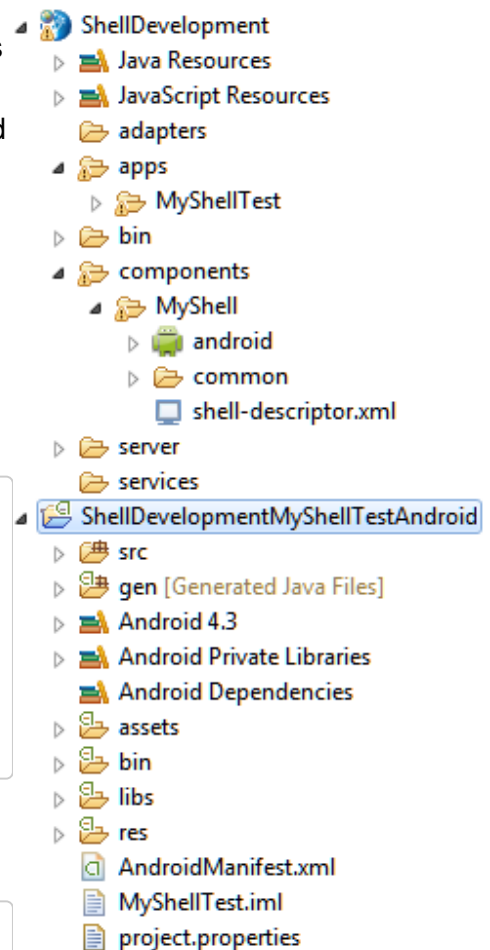 ShellDevelopment
s
Java Resources
JavaScript Resources
d
adapters
apps
MyShellTest
bin
components
MyShell
android
common
shell-descriptor.xml
server
services
ShellDevelopmentMyShellTestAndroid
src
gen [Generated Java Files]
Android 4.3
Android Private Libraries
Android Dependencies
assets
bin
libs
res
AndroidManifest.xml
MyShellTest.iml
project.properties